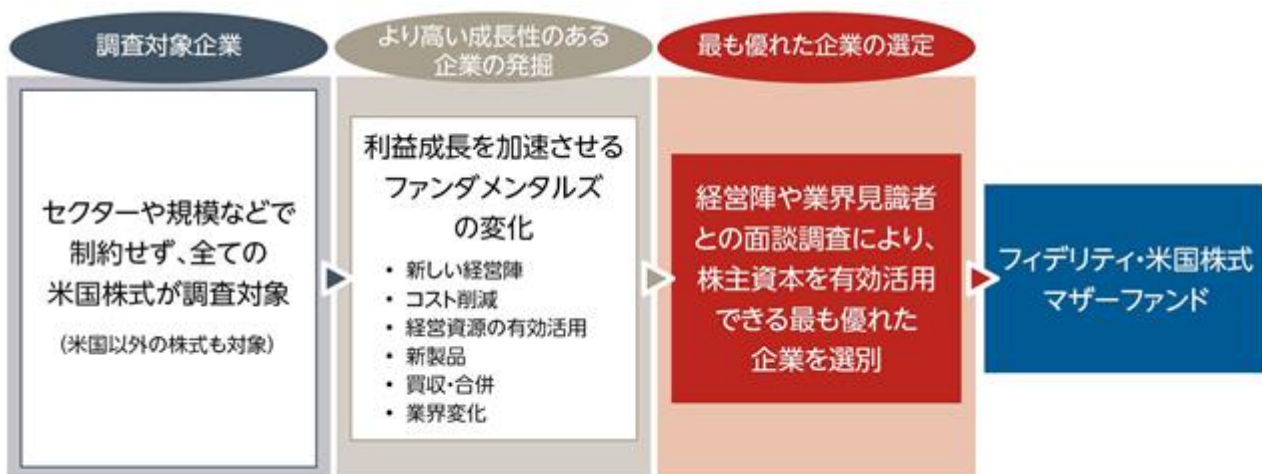 調査対象企業
セクターや規模などで
制約せず、全ての
米国株式が調査対象
(米国以外の株式も対象)
より高い成長性のある
企業の発掘
利益成長を加速させる
ファンダメンタルズ
の変化
• 新しい経営陣
• コスト削減
• 経営資源の有効活用
• 新製品
• 買収・合併
• 業界変化
最も優れた企業の選定
経営陣や業界見識者
との面談調査により、
株主資本を有効活用
できる最も優れた
企業を選別
フィデリティ・米国株式
マザーファンド